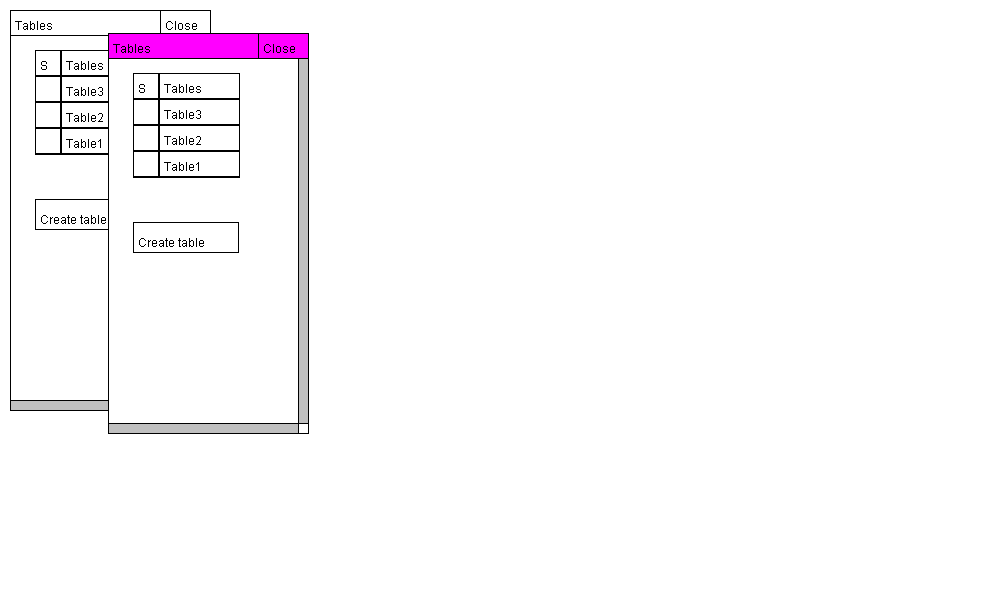 Tables Close
S Tables
Table3
Table2
Table1
Create table
Tables Close
S Tables
Table3
Table2
Table1
Create table